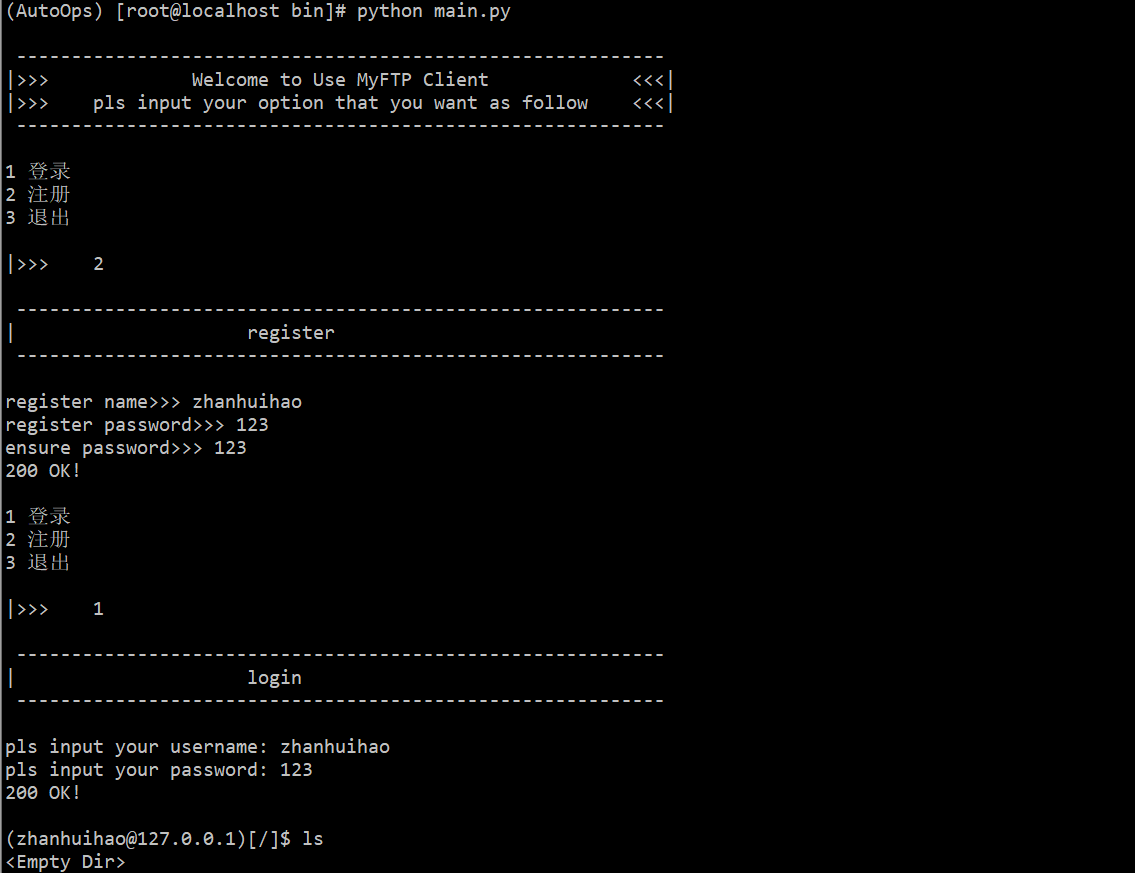 (AutoOps) [root@localhost bin]# python main.py
-----------------------------------------------------------
|>>>             Welcome to Use MyFTP Client             <<<|
|>>>    pls input your option that you want as follow    <<<|
-----------------------------------------------------------
1 登录
2 注册
3 退出
|>>>    2
-----------------------------------------------------------
|                     register
-----------------------------------------------------------
register name>>> zhanhuihao
register password>>> 123
ensure password>>> 123
200 OK!
1 登录
2 注册
3 退出
|>>>    1
-----------------------------------------------------------
|                     login
-----------------------------------------------------------
pls input your username: zhanhuihao
pls input your password: 123
200 OK!
(zhanhuihao@127.0.0.1)[/]$ ls
<Empty Dir>